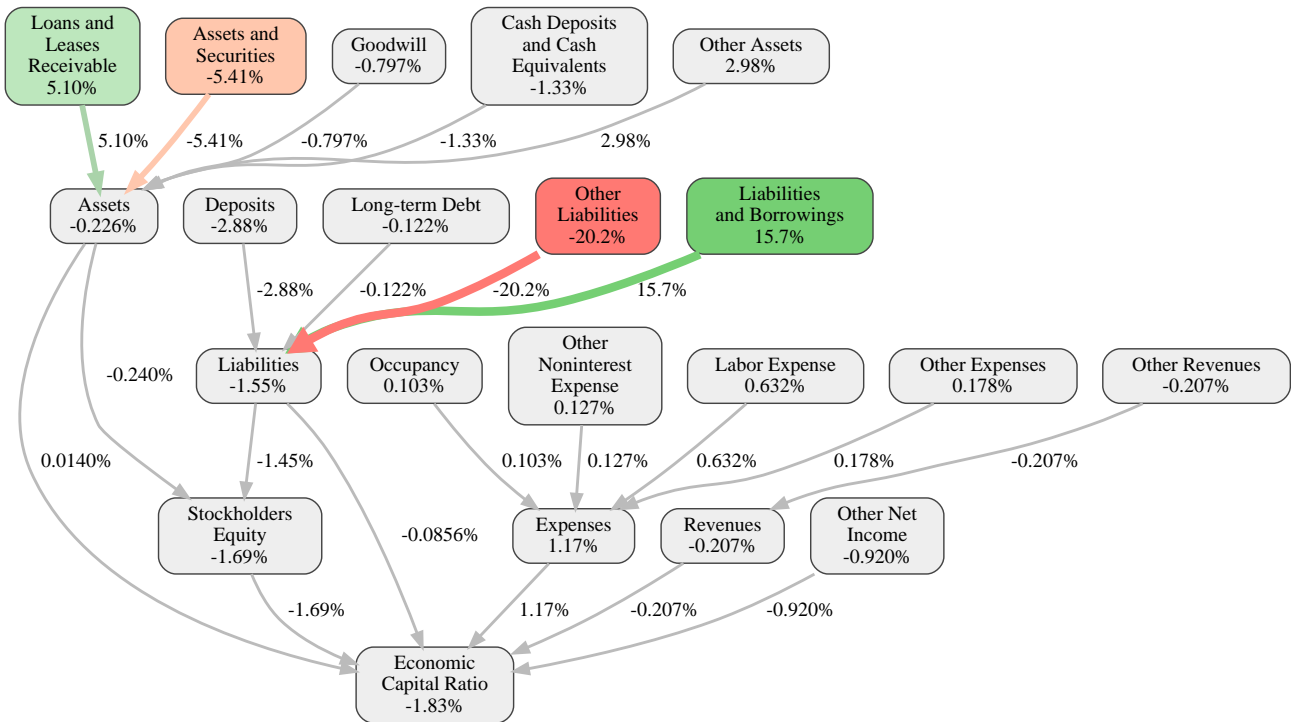 Loans and
Leases
Receivable
5.10%
Assets and
Securities
-5.41%
Goodwill
-0.797%
Cash Deposits
and Cash
Equivalents
-1.33%
Other Assets
2.98%
5.10%
-5.41%
-0.797%
-1.33%
2.98%
Assets
-0.226%
Deposits
-2.88%
Long-term Debt
-0.122%
Other
Liabilities
-20.2%
Liabilities
and Borrowings
15.7%
-2.88%
-0.122%
-20.2%
15.7%
Liabilities
-1.55%
Occupancy
0.103%
Other
Noninterest
Expense
0.127%
Labor Expense
0.632%
Other Expenses
0.178%
Other Revenues
-0.207%
-0.240%
0.0140%
-1.45%
0.103%
0.127%
0.632%
0.178%
-0.207%
Stockholders
Equity
-1.69%
-0.0856%
Expenses
1.17%
Revenues
-0.207%
Other Net
Income
-0.920%
-1.69%
1.17%
-0.207%
-0.920%
Economic
Capital Ratio
-1.83%